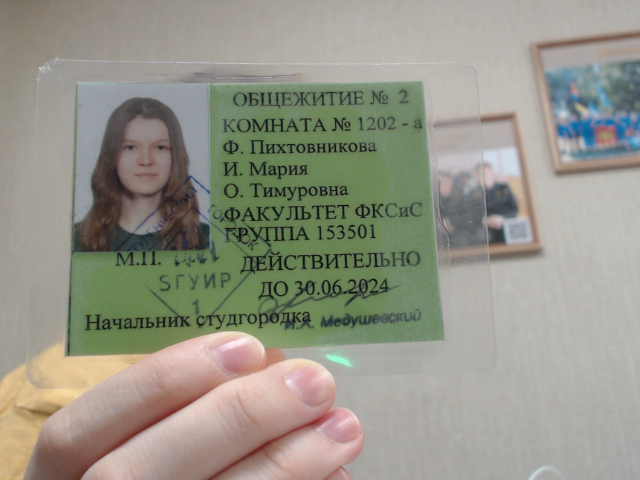 ОБЩЕЖИТИЕ № 2
КОМНАТА № 1202 - а
Ф. Пихтовникова
И. Мария
О. Тимуровна
ФАКУЛЬТЕТ ФКСиС
ГРУППА 153501
М.П.
ДЕЙСТВИТЕЛЬНО
БГУИР
ДО 30.06.2024
1
Начальник студгородка
И.А. Медушевский